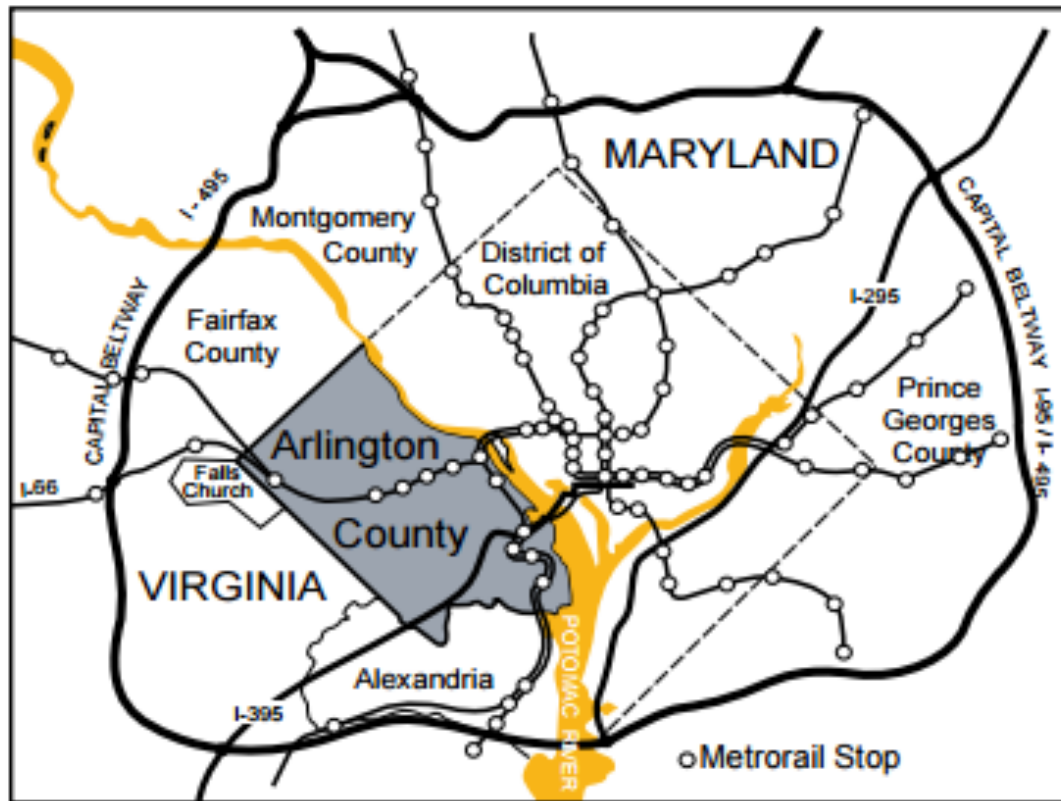 MARYLAND
I - 495
Montgomery
County
District of
Columbia
CAPITAL BELTWAY
I-95 / I- 495
I-295
CAPITAL BELTWAY
Fairfax
County
Prince
Georges
County
Arlington
County
Falls
Church
I-66
VIRGINIA
POTOMAC RIVER
Alexandria
I-395
Metrorail Stop